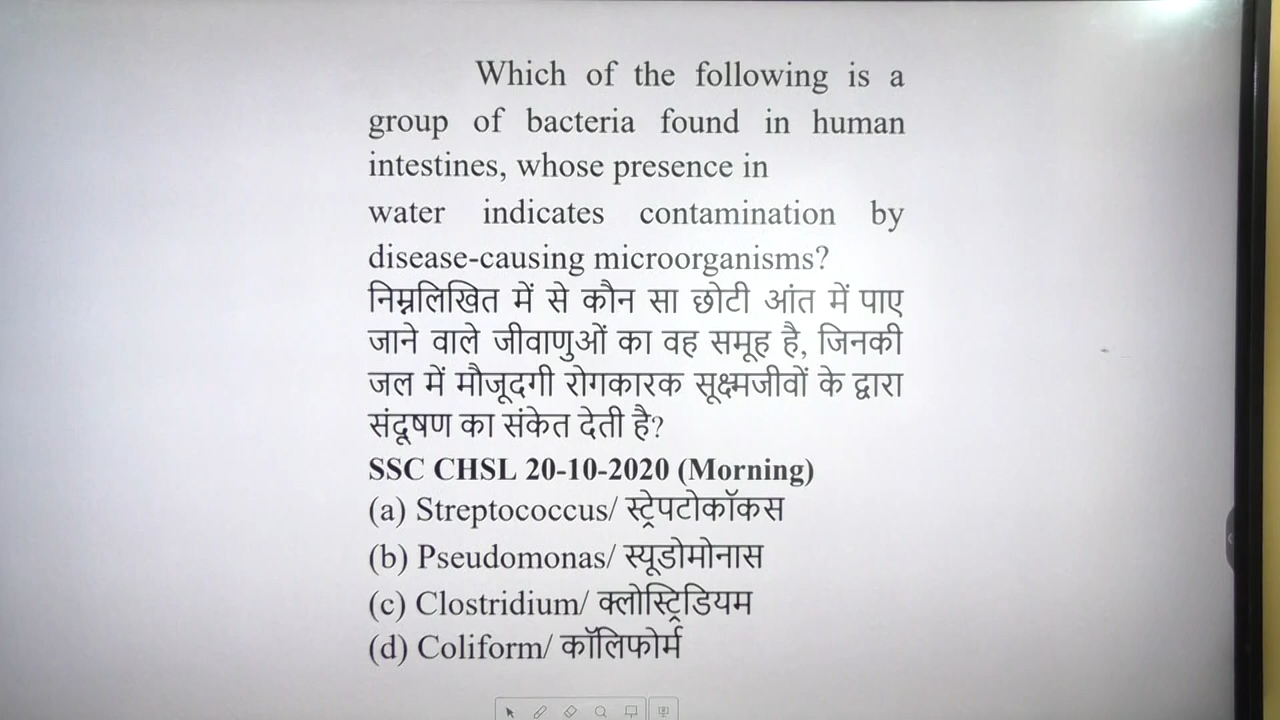 Which of the following is a
group of bacteria found in human
intestines, whose presence in
water indicates contamination by
disease-causing microorganisms?
निम्नलिखित में से कौन सा छोटी आंत में पाए
जाने वाले जीवाणुओं का वह समूह है, जिनकी
जल में मौजूदगी रोगकारक सूक्ष्मजीवों के द्वारा
संदूषण का संकेत देती है?
SSC CHSL 20-10-2020 (Morning)
(a) Streptococcus/ स्ट्रेपटोकॉकस
(b) Pseudomonas/ स्यूडोमोनास
(c) Clostridium/ क्लोस्ट्रिडियम
(d) Coliform/ कॉलिफोर्म